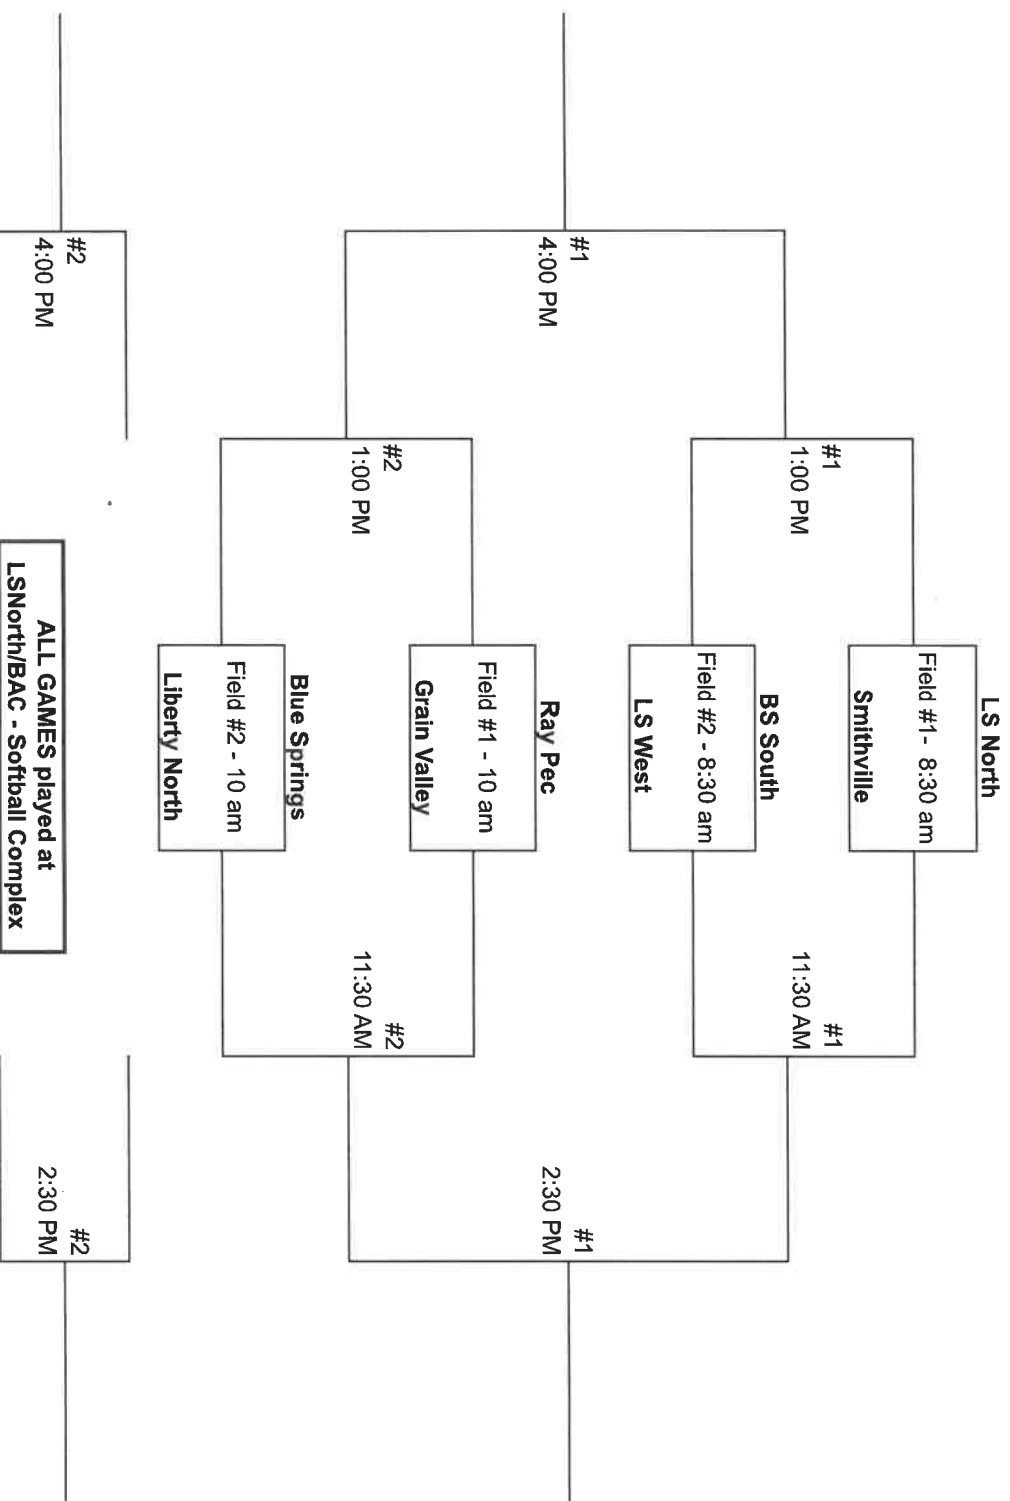 LS North
Field #1- 8:30 am
Smithville
#1
1:00 PM
#1
11:30 AM
BS South
Field #2 - 8:30 am
LS West
#1
4:00 PM
#1
2:30 PM
Ray Pec
Field #1 - 10 am
Grain Valley
#2
1:00 PM
#2
11:30 AM
Blue Springs
Field #2 - 10 am
Liberty North
#2
4:00 PM
#2
2:30 PM
ALL GAMES played at
LSNorth/BAC - Softball Complex